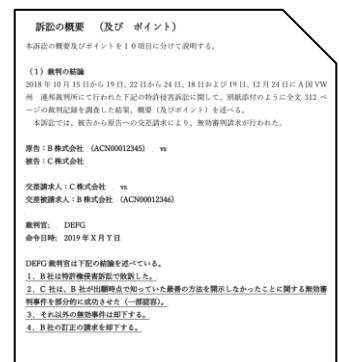 訴訟の概要　（及び　ポイント）
本訴訟の概要及びポイントを１０項目に分けて説明する。
（１）裁判の結論
2018 年 10 月 15 日から 19 日、22 日から 24 日、18 日および 19 日、12 月 24 日に A 国 VW
州　連邦裁判所にて行われた下記の特許侵害訴訟に関して、別紙添付のように全文 312 ペ
ージの裁判記録を調査した結果、概要（及びポイント）を述べる。
本訴訟では、被告から原告への交差請求により、無効審判請求が行われた。
原告：B 株式会社　（ACN00012345）　vs
被告：C 株式会社
交差請求人：C 株式会社　vs
交差被請求人：B 株式会社　（ACN00012346）
裁判官：　DEFG
命令日時：　2019 年 X 月 Y 日
DEFG 裁判官は下記の結論を述べている。
１、B 社は特許権侵害訴訟で敗訴した。
２、C 社は、B 社が出願時点で知っていた最善の方法を開示しなかったことに関する無効審
判事件を部分的に成功させた（一部認容）。
３、それ以外の無効事件は却下する。
４、B 社の訂正の請求を却下する。